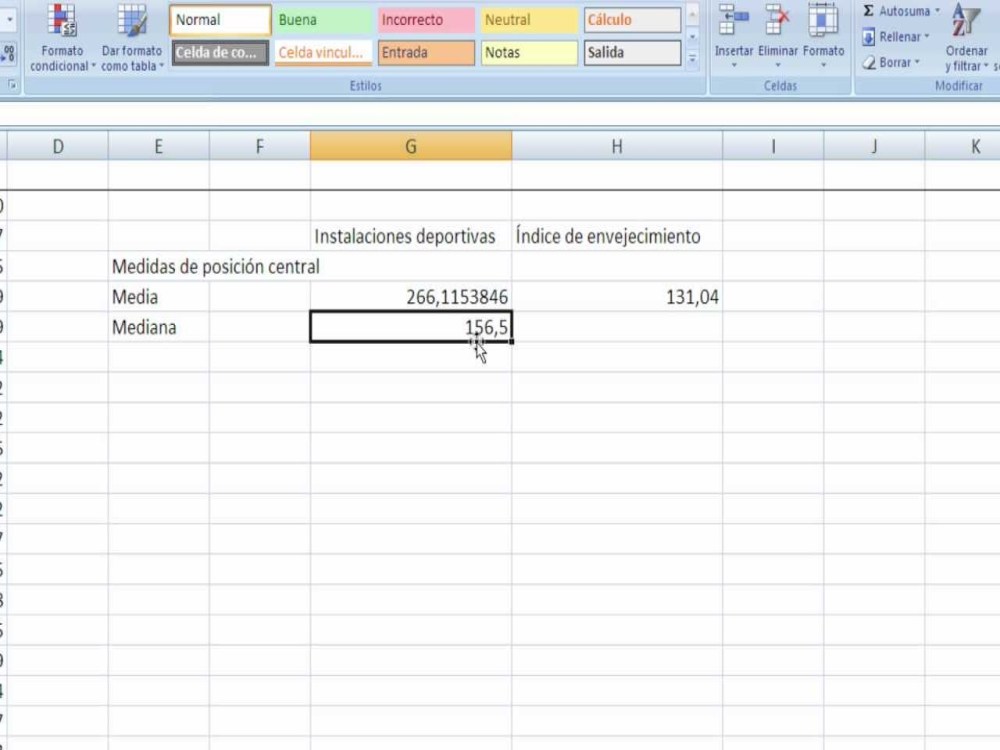 Normal Buena Incorrecto Neutral Cálculo
Celda de co... Celda vincul... Entrada Notas Salida
Formato condicional
Dar formato como tabla
Insertar Eliminar Formato
Σ Autosuma
Rellenar
Borrar
Ordenar y filtrar
Estilos Celdas Modificar
D E F G H I J K
Instalaciones deportivas Índice de envejecimiento
Medidas de posición central
Media 266,1153846 131,04
Mediana 156,5